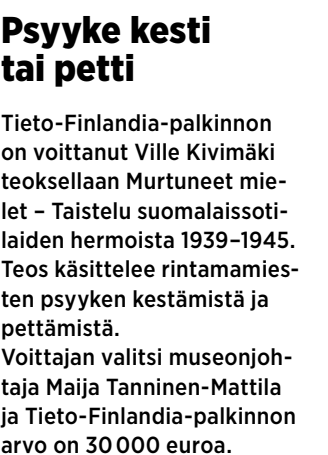 Psyyke kesti
tai petti
Tieto-Finlandia-palkinnon
on voittanut Ville Kivimäki
teoksellaan Murtuneet mie-
let – Taistelu suomalaissoti-
laiden hermoista 1939–1945.
Teos käsittelee rintamamies-
ten psyyken kestämistä ja
pettämistä.
Voittajan valitsi museonjoh-
taja Maija Tanninen-Mattila
ja Tieto-Finlandia-palkinnon
arvo on 30 000 euroa.